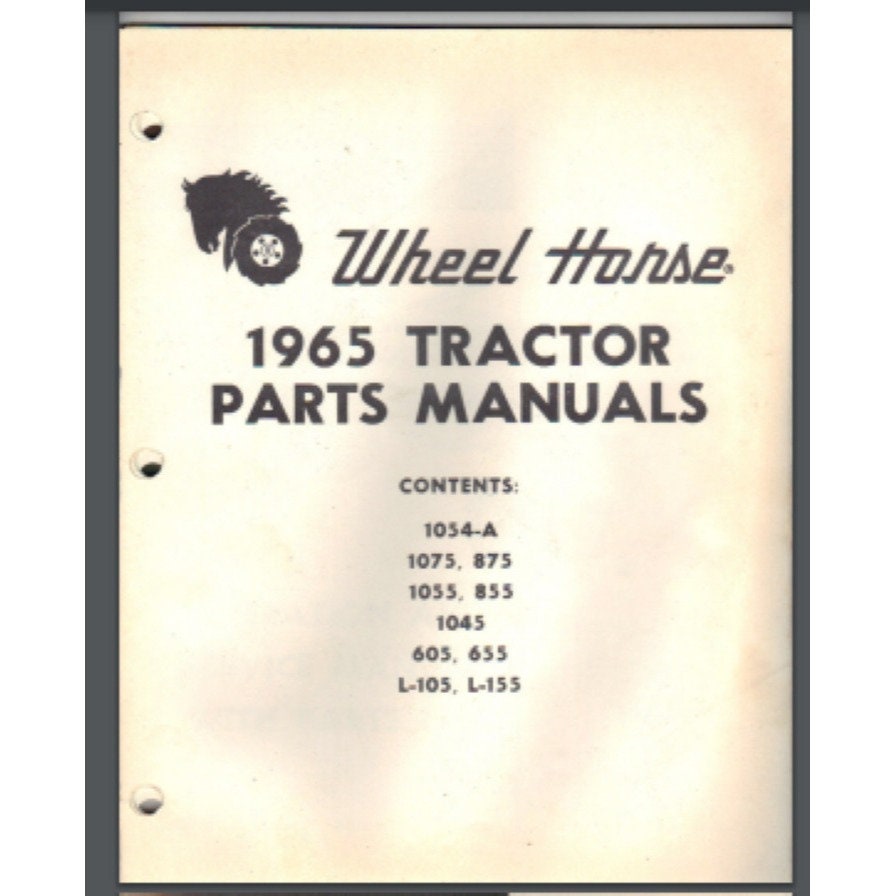 Wheel Horse®
1965 TRACTOR
PARTS MANUALS
CONTENTS:
1054-A
1075, 875
1055, 855
1045
605, 655
L-105, L-155